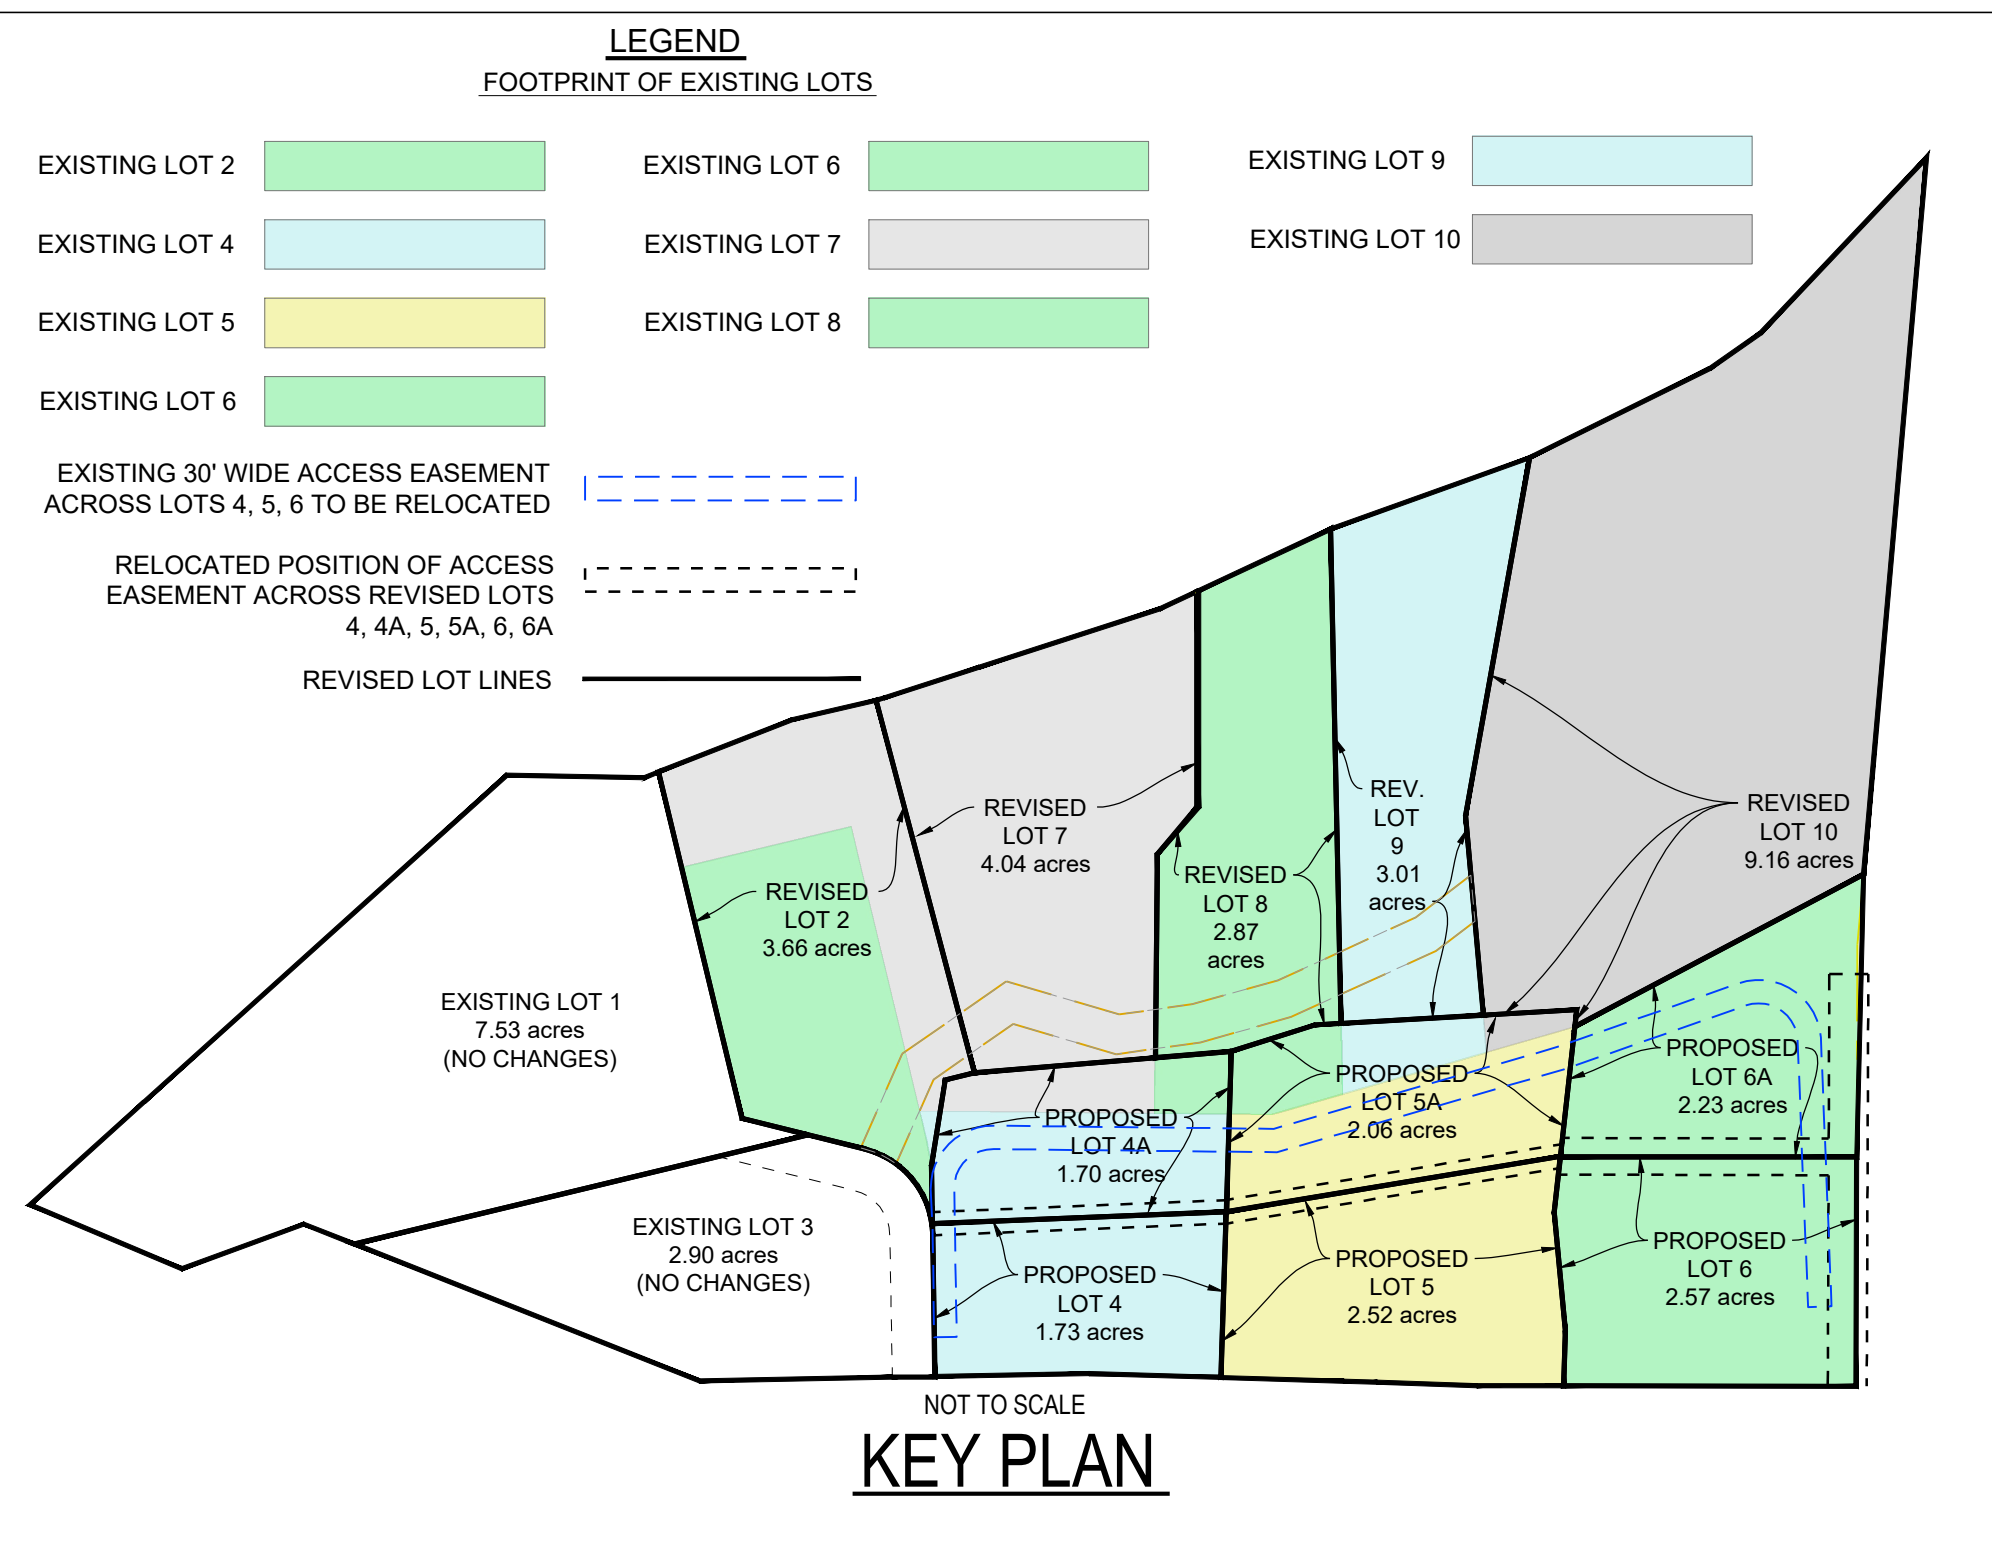 LEGEND
FOOTPRINT OF EXISTING LOTS
EXISTING LOT 2
EXISTING LOT 4
EXISTING LOT 5
EXISTING LOT 6
EXISTING LOT 6
EXISTING LOT 7
EXISTING LOT 8
EXISTING LOT 9
EXISTING LOT 10
EXISTING 30' WIDE ACCESS EASEMENT
ACROSS LOTS 4, 5, 6 TO BE RELOCATED
RELOCATED POSITION OF ACCESS
EASEMENT ACROSS REVISED LOTS
4, 4A, 5, 5A, 6, 6A
REVISED LOT LINES
EXISTING LOT 1
7.53 acres
(NO CHANGES)
REVISED
LOT 2
3.66 acres
REVISED
LOT 7
4.04 acres
REVISED
LOT 8
2.87
acres
REV.
LOT
9
3.01
acres
REVISED
LOT 10
9.16 acres
EXISTING LOT 3
2.90 acres
(NO CHANGES)
PROPOSED
LOT 4A
1.70 acres
PROPOSED
LOT 5A
2.06 acres
PROPOSED
LOT 6A
2.23 acres
PROPOSED
LOT 4
1.73 acres
PROPOSED
LOT 5
2.52 acres
PROPOSED
LOT 6
2.57 acres
NOT TO SCALE
KEY PLAN